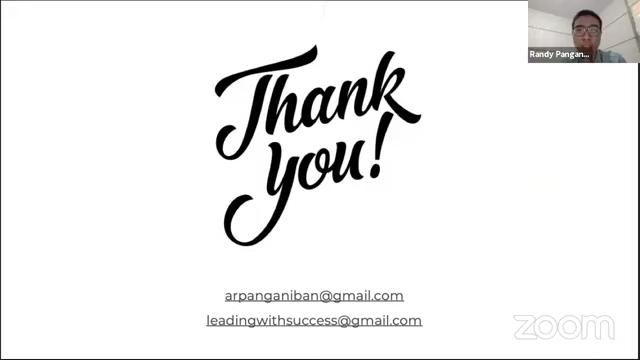 Randy Pangan...
Thank
you!
arpanganiban@gmail.com
leadingwithsuccess@gmail.com
zoom